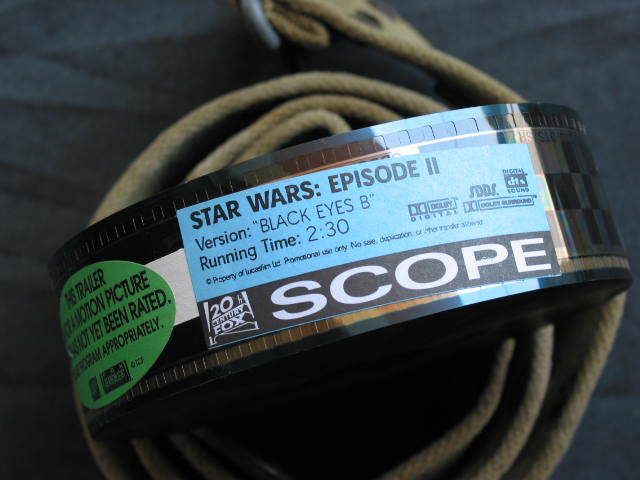 STAR WARS: EPISODE II
Version: "BLACK EYES B"
Running Time: 2:30
DOLBY DIGITAL
SDDS
DIGITAL dts SOUND
DOLBY SURROUND
© Property of Lucasfilm Ltd. Promotional use only. No sale, duplication, or other transfer allowed.
20th CENTURY FOX
SCOPE
THIS TRAILER
A MOTION PICTURE
NOT YET BEEN RATED.
PROGRAM APPROPRIATELY.